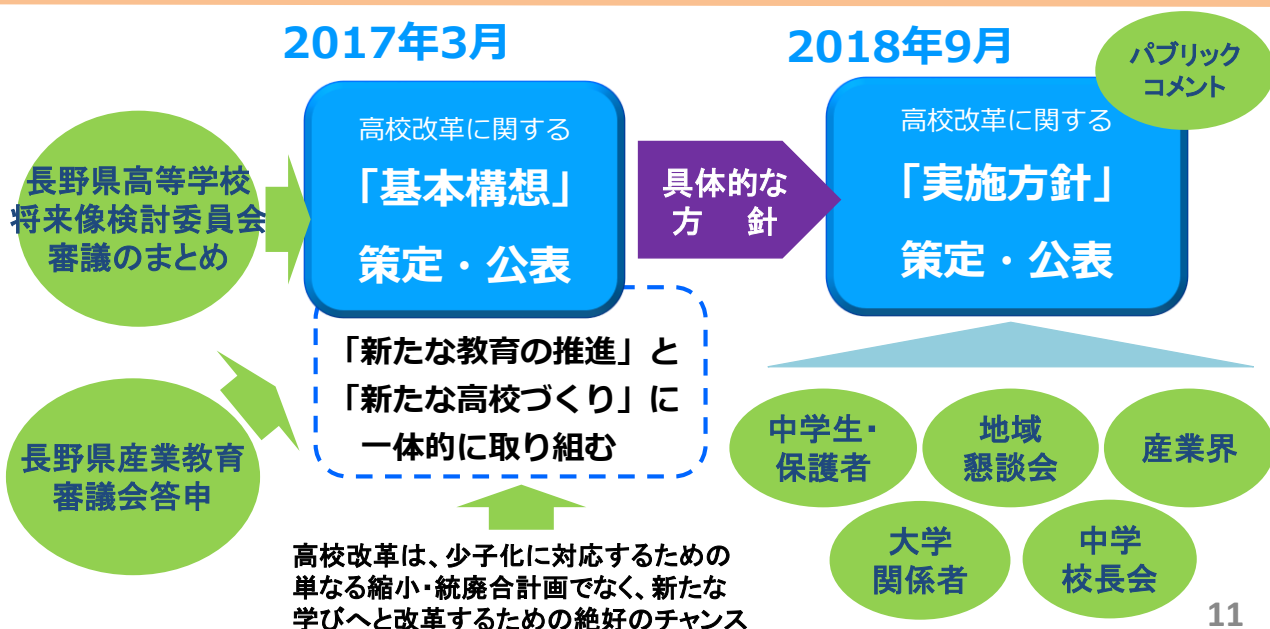 2017年3月
高校改革に関する
「基本構想」
策定・公表
長野県高等学校
将来像検討委員会
審議のまとめ
長野県産業教育
審議会答申
「新たな教育の推進」と
「新たな高校づくり」に
一体的に取り組む
高校改革は、少子化に対応するための
単なる縮小・統廃合計画でなく、新たな
学びへと改革するための絶好のチャンス
具体的な
方　針
2018年9月
高校改革に関する
「実施方針」
策定・公表
パブリック
コメント
中学生・
保護者
地域
懇談会
産業界
大学
関係者
中学
校長会
11